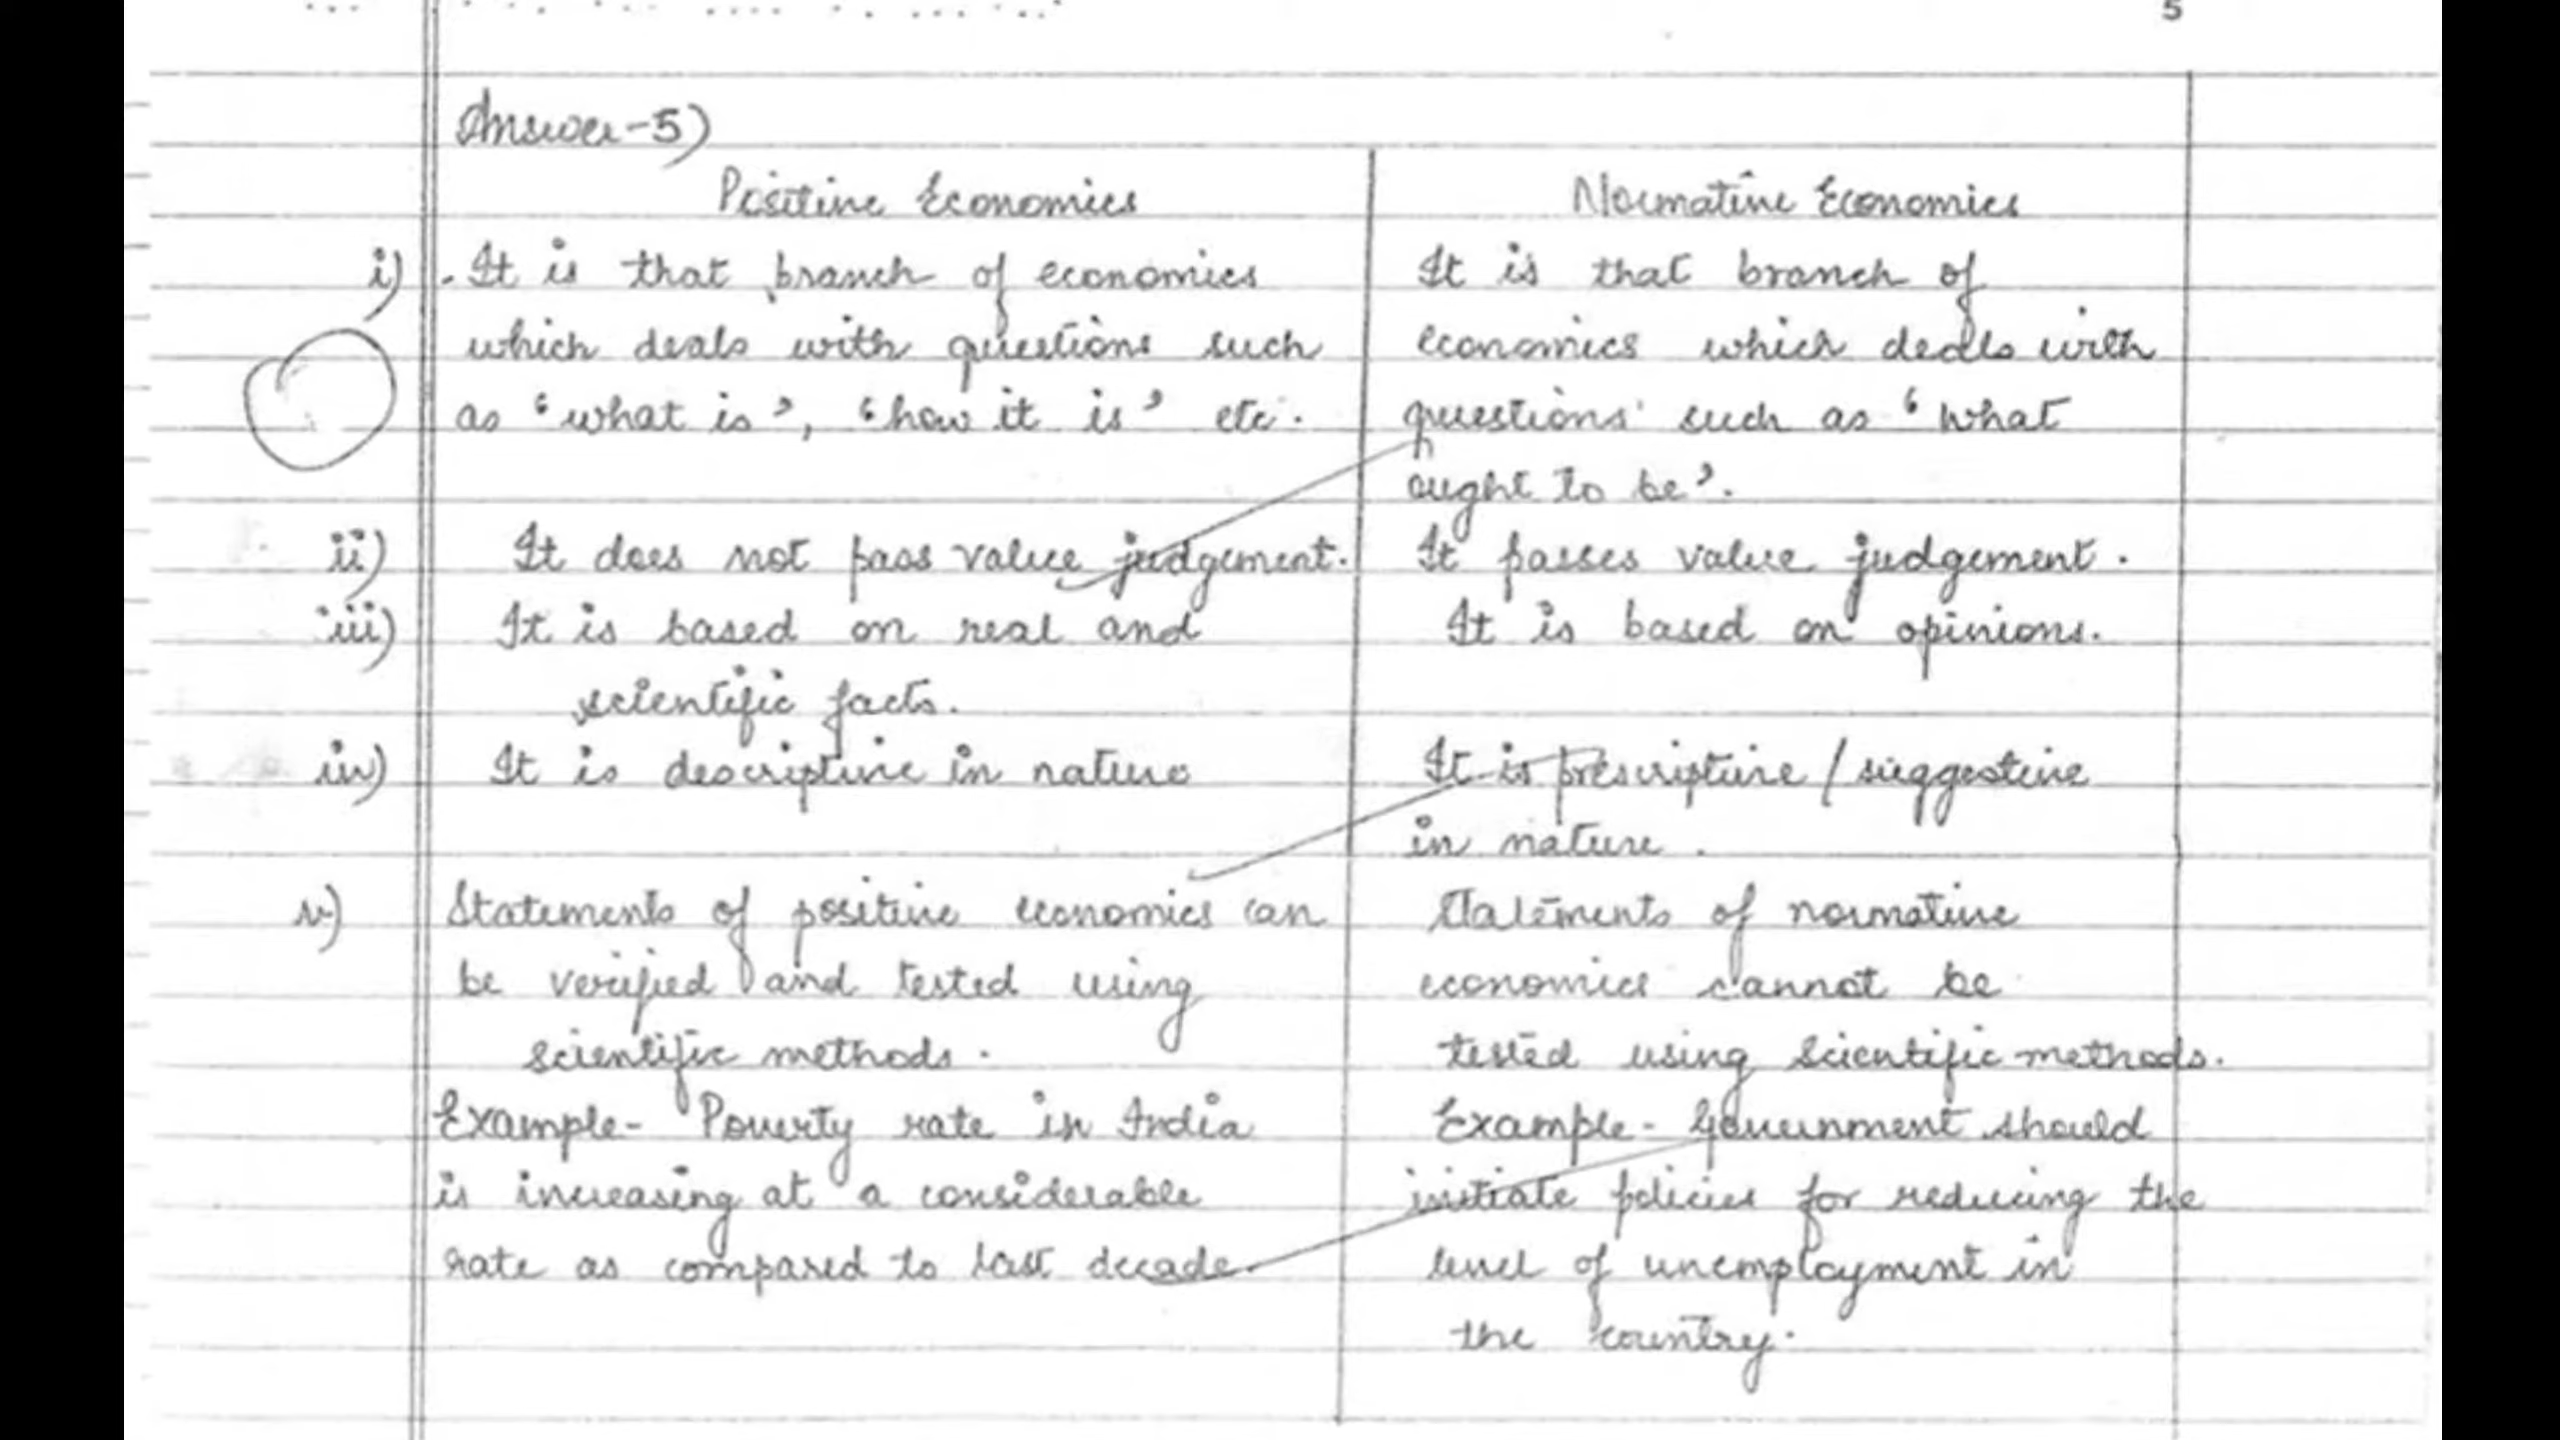 5
Answer-5)
Positive Economics
i) It is that branch of economics
which deals with questions such
as 'what is', 'how it is' etc.
ii) It does not pass value judgement.
iii) It is based on real and
scientific facts.
iv) It is descriptive in nature
v) Statements of positive economics can
be verified and tested using
scientific methods.
Example- Poverty rate in India
is increasing at a considerable
rate as compared to last decade.
Normative Economics
It is that branch of
economics which deals with
questions such as 'what
ought to be'.
It passes value judgement.
It is based on opinions.
It is prescriptive / suggestive
in nature.
Statements of normative
economics cannot be
tested using scientific methods.
Example- Government should
initiate policies for reducing the
level of unemployment in
the country.